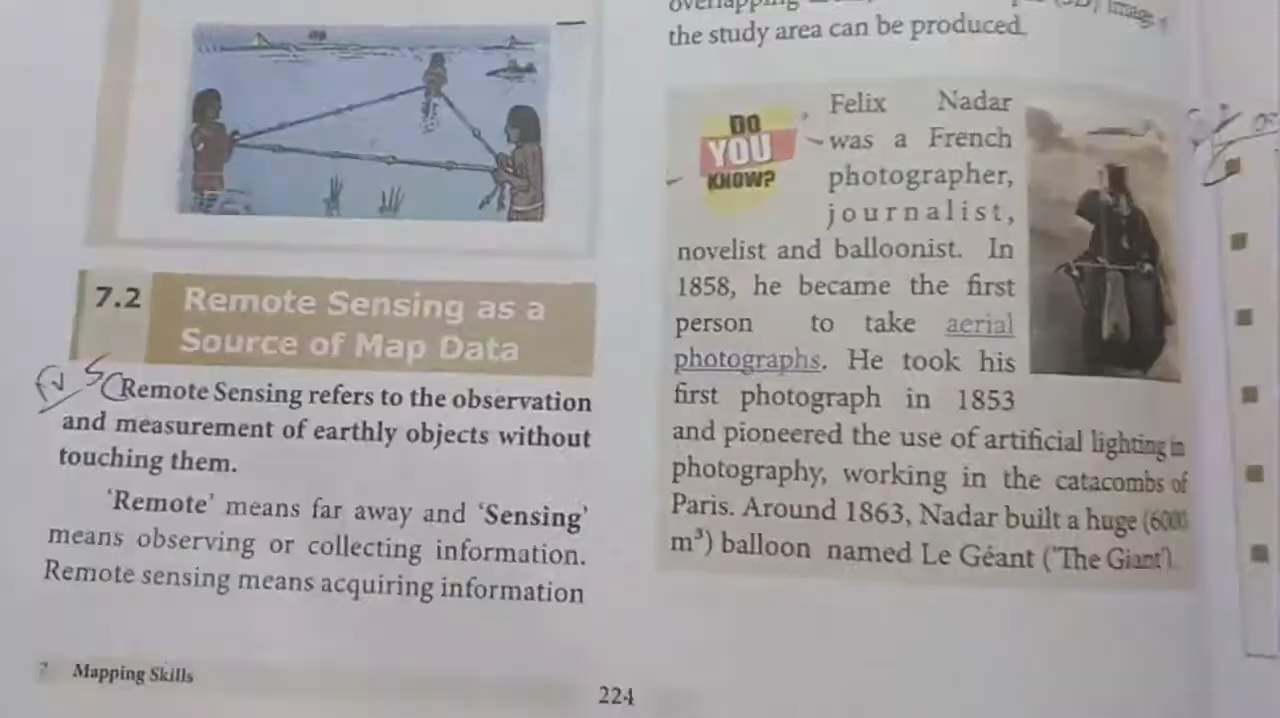 7.2
Remote Sensing as a
Source of Map Data
Remote Sensing refers to the observation
and measurement of earthly objects without
touching them.
‘Remote’ means far away and ‘Sensing’
means observing or collecting information.
Remote sensing means acquiring information
7 Mapping Skills
224
overlapping
the study area can be produced.
DO
YOU
KNOW?
Felix Nadar
was a French
photographer,
journalist,
novelist and balloonist. In
1858, he became the first
person to take aerial
photographs. He took his
first photograph in 1853
and pioneered the use of artificial lighting in
photography, working in the catacombs of
Paris. Around 1863, Nadar built a huge (6000
m³) balloon named Le Géant (‘The Giant’).